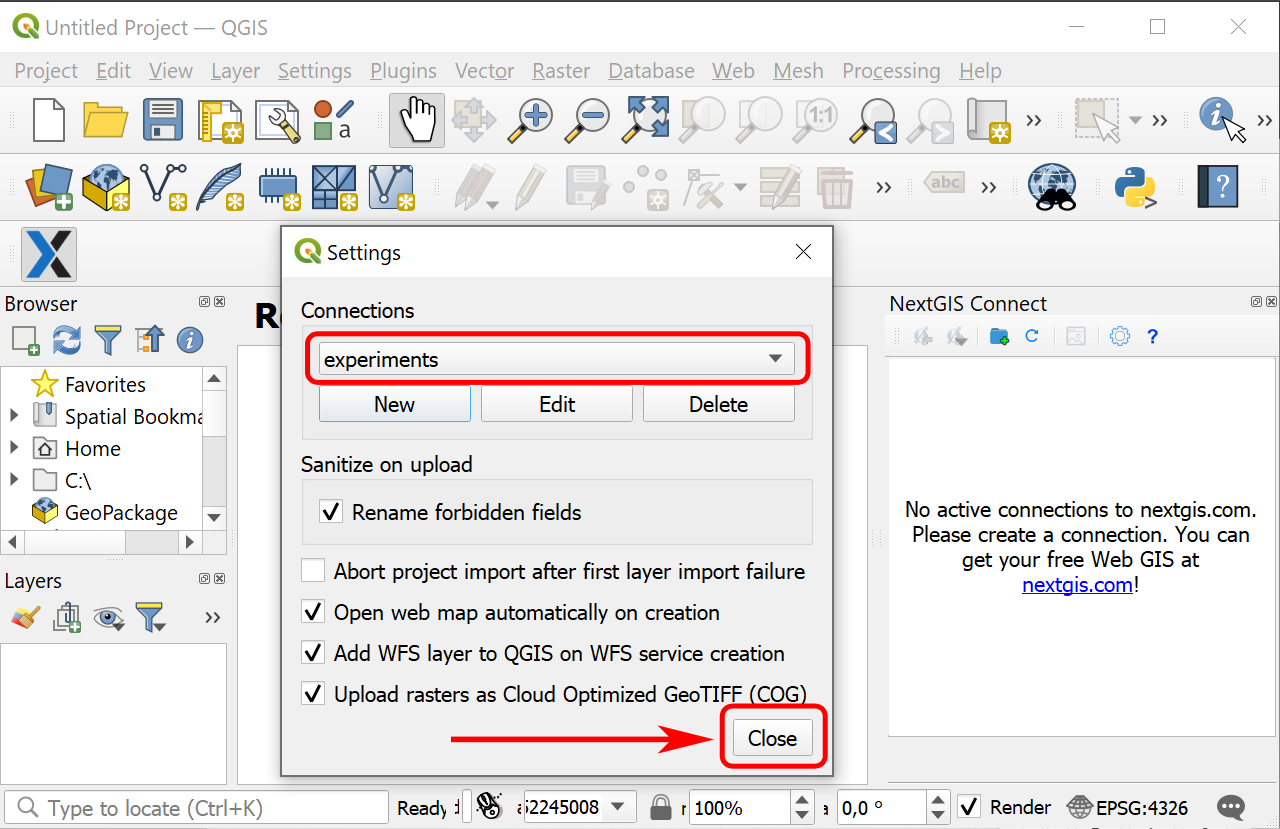 Untitled Project — QGIS
Project Edit View Layer Settings Plugins Vector Raster Database Web Mesh Processing Help
a
1:1
abc
?
Settings
Connections
experiments
New Edit Delete
Sanitize on upload
Rename forbidden fields
Abort project import after first layer import failure
Open web map automatically on creation
Add WFS layer to QGIS on WFS service creation
Upload rasters as Cloud Optimized GeoTIFF (COG)
Close
Browser
Favorites
Spatial Bookma
Home
C:\
GeoPackage
Layers
NextGIS Connect
?
No active connections to nextgis.com.
Please create a connection. You can
get your free Web GIS at
nextgis.com!
Type to locate (Ctrl+K) Ready 52245008 100% 0,0 ° Render EPSG:4326